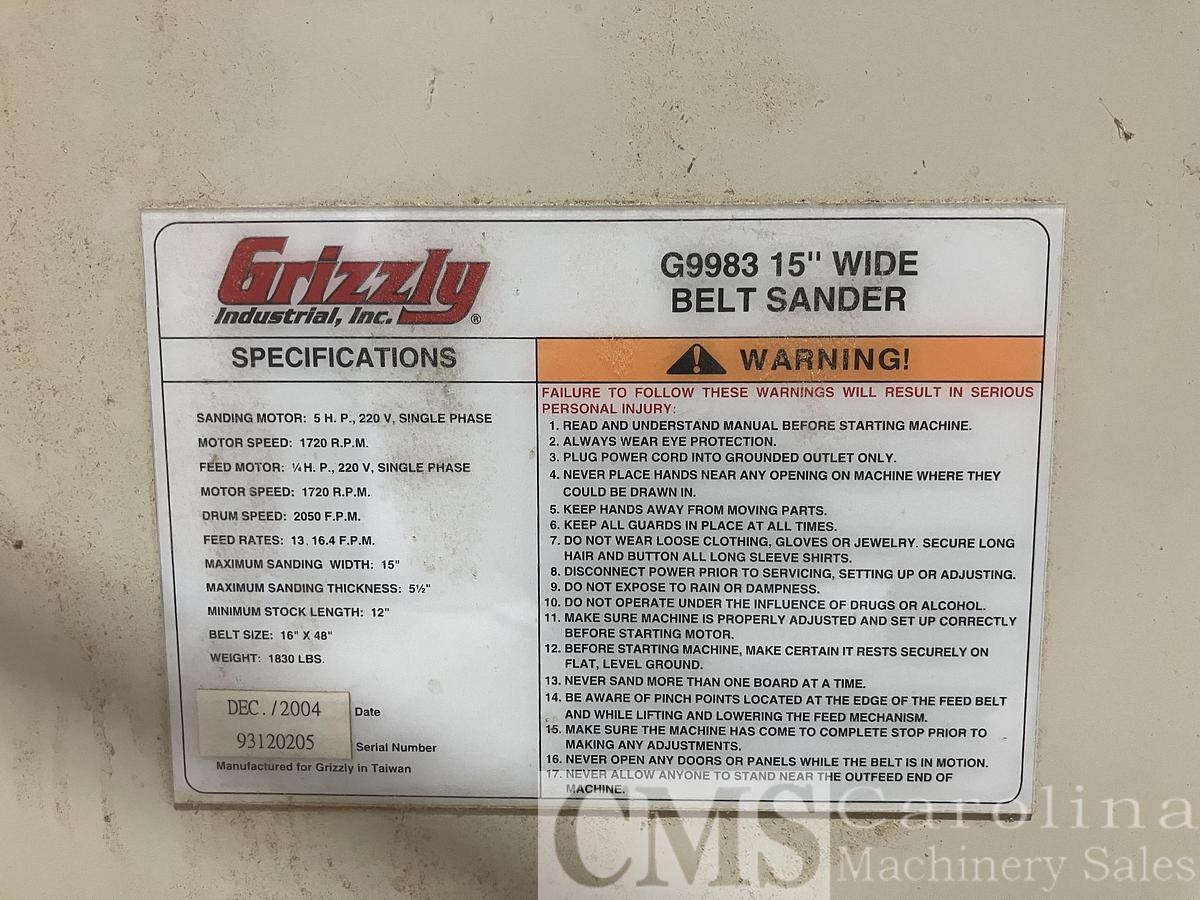 Grizzly
Industrial, Inc. ®
G9983 15" WIDE
BELT SANDER
SPECIFICATIONS
SANDING MOTOR: 5 H. P., 220 V, SINGLE PHASE
MOTOR SPEED: 1720 R.P.M.
FEED MOTOR: ¼ H. P., 220 V, SINGLE PHASE
MOTOR SPEED: 1720 R.P.M.
DRUM SPEED: 2050 F.P.M.
FEED RATES: 13, 16.4 F.P.M.
MAXIMUM SANDING WIDTH: 15"
MAXIMUM SANDING THICKNESS: 5½"
MINIMUM STOCK LENGTH: 12"
BELT SIZE: 16" X 48"
WEIGHT: 1830 LBS.
DEC./2004 Date
93120205 Serial Number
Manufactured for Grizzly in Taiwan
WARNING!
FAILURE TO FOLLOW THESE WARNINGS WILL RESULT IN SERIOUS
PERSONAL INJURY:
1. READ AND UNDERSTAND MANUAL BEFORE STARTING MACHINE.
2. ALWAYS WEAR EYE PROTECTION.
3. PLUG POWER CORD INTO GROUNDED OUTLET ONLY.
4. NEVER PLACE HANDS NEAR ANY OPENING ON MACHINE WHERE THEY
COULD BE DRAWN IN.
5. KEEP HANDS AWAY FROM MOVING PARTS.
6. KEEP ALL GUARDS IN PLACE AT ALL TIMES.
7. DO NOT WEAR LOOSE CLOTHING, GLOVES OR JEWELRY. SECURE LONG
HAIR AND BUTTON ALL LONG SLEEVE SHIRTS.
8. DISCONNECT POWER PRIOR TO SERVICING, SETTING UP OR ADJUSTING.
9. DO NOT EXPOSE TO RAIN OR DAMPNESS.
10. DO NOT OPERATE UNDER THE INFLUENCE OF DRUGS OR ALCOHOL.
11. MAKE SURE MACHINE IS PROPERLY ADJUSTED AND SET UP CORRECTLY
BEFORE STARTING MOTOR.
12. BEFORE STARTING MACHINE, MAKE CERTAIN IT RESTS SECURELY ON
FLAT, LEVEL GROUND.
13. NEVER SAND MORE THAN ONE BOARD AT A TIME.
14. BE AWARE OF PINCH POINTS LOCATED AT THE EDGE OF THE FEED BELT
AND WHILE LIFTING AND LOWERING THE FEED MECHANISM.
15. MAKE SURE THE MACHINE HAS COME TO COMPLETE STOP PRIOR TO
MAKING ANY ADJUSTMENTS.
16. NEVER OPEN ANY DOORS OR PANELS WHILE THE BELT IS IN MOTION.
17. NEVER ALLOW ANYONE TO STAND NEAR THE OUTFEED END OF
MACHINE.
CMS Carolina
Machinery Sales